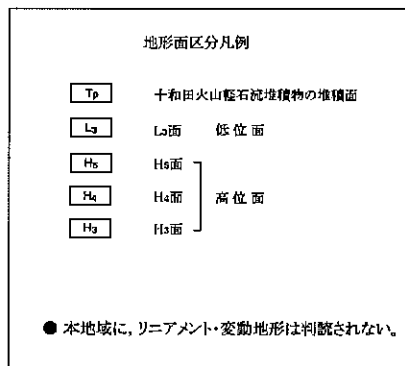 地形面区分凡例
Tp 十和田火山軽石流堆積物の堆積面
L₃ L₃面 低位面
H₅ H₅面
H₄ H₄面 高位面
H₃ H₃面
● 本地域に，リニアメント・変動地形は判読されない。